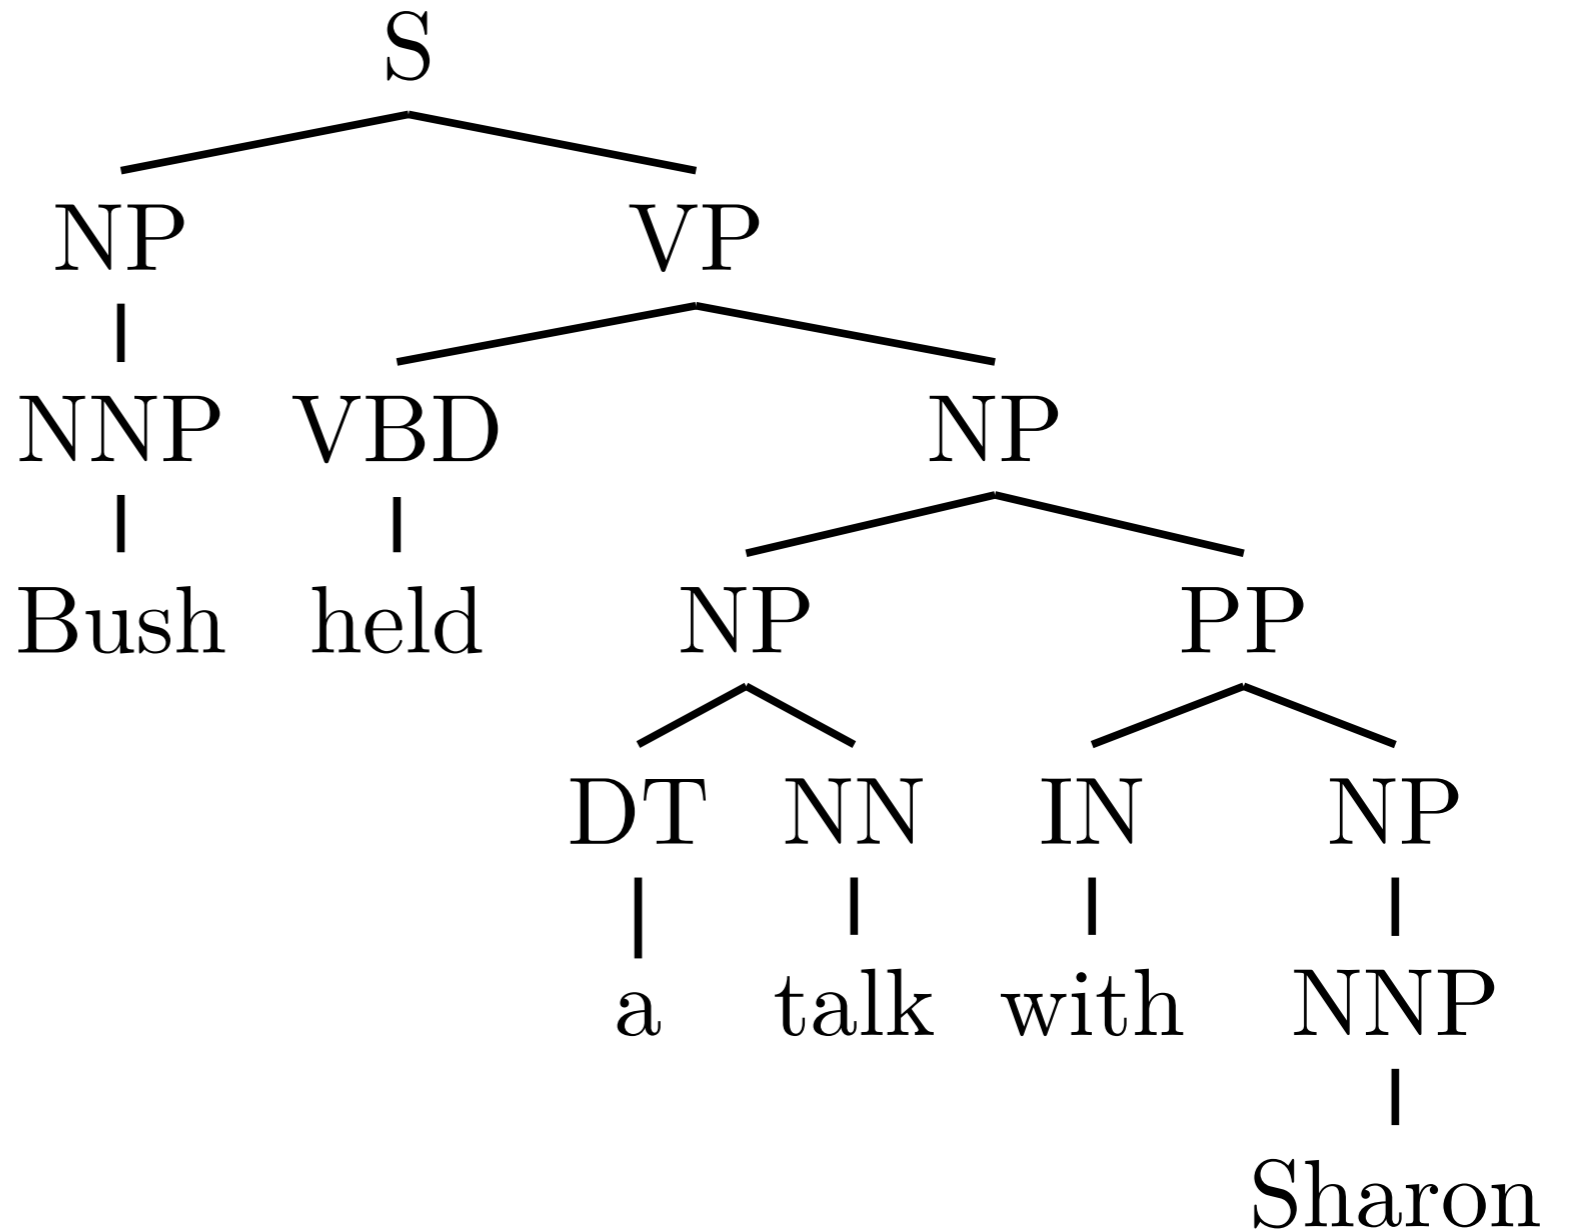 S
NP VP
NNP VBD NP
Bush held NP PP
DT NN IN NP
a talk with NNP
Sharon